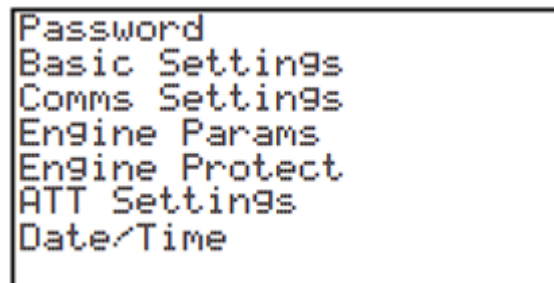 Password
Basic Settings
Comms Settings
Engine Params
Engine Protect
ATT Settings
Date/Time